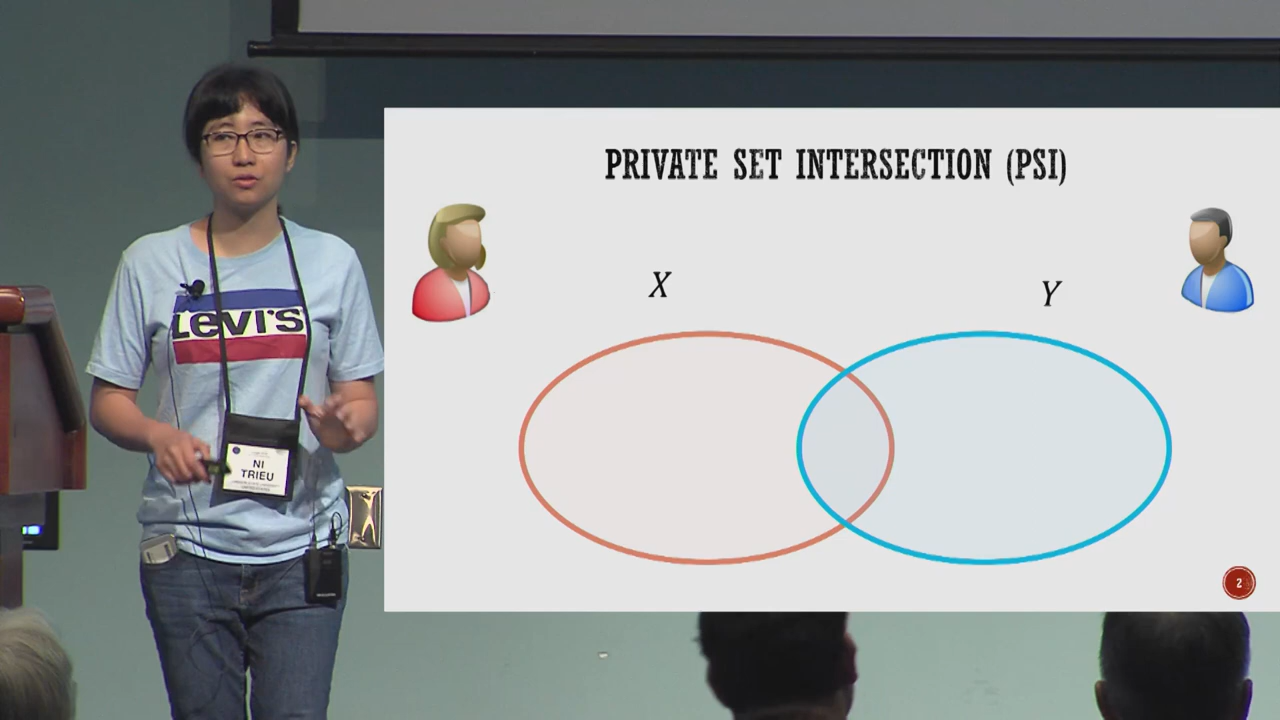 PRIVATE SET INTERSECTION (PSI)
X
Y
LEVI'S
NI
TRIEU
2